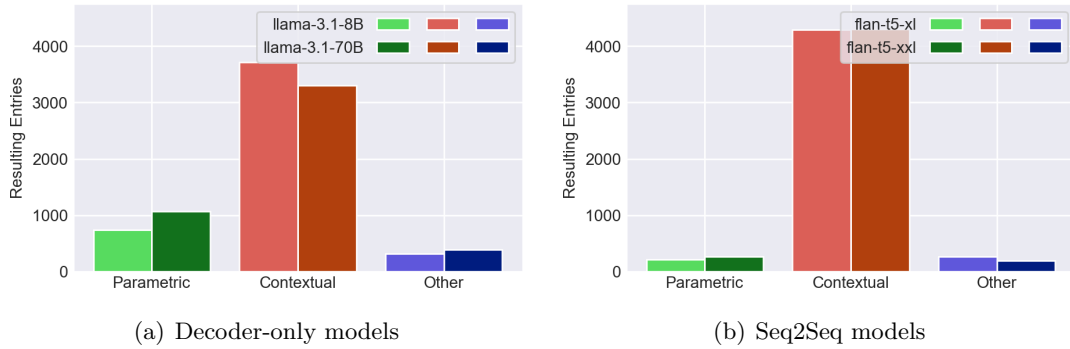 llama-3.1-8B
llama-3.1-70B
Resulting Entries
4000
3000
2000
1000
0
Parametric Contextual Other
(a) Decoder-only models
flan-t5-xl
flan-t5-xxl
Resulting Entries
4000
3000
2000
1000
0
Parametric Contextual Other
(b) Seq2Seq models